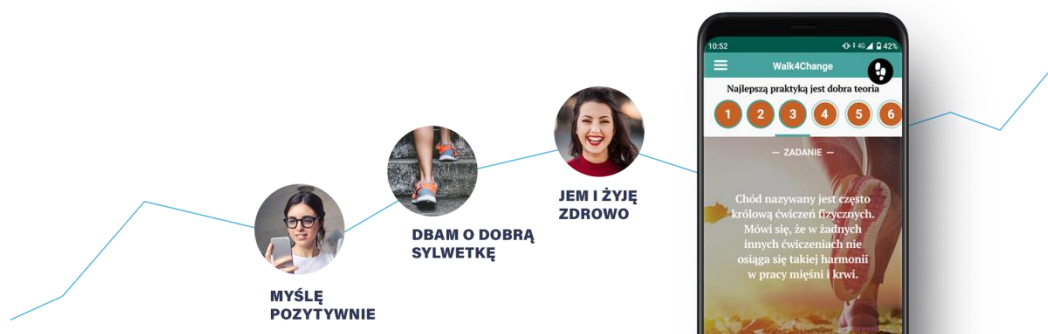 MYŚLĘ
POZYTYWNIE
DBAM O DOBRĄ
SYLWETKĘ
JEM I ŻYJĘ
ZDROWO
10:52
4G 42%
Walk4Change
Najlepszą praktyką jest dobra teoria
1 2 3 4 5 6
— ZADANIE —
Chód nazywany jest często
królową ćwiczeń fizycznych.
Mówi się, że w żadnych
innych ćwiczeniach nie
osiąga się takiej harmonii
w pracy mięśni i krwi.